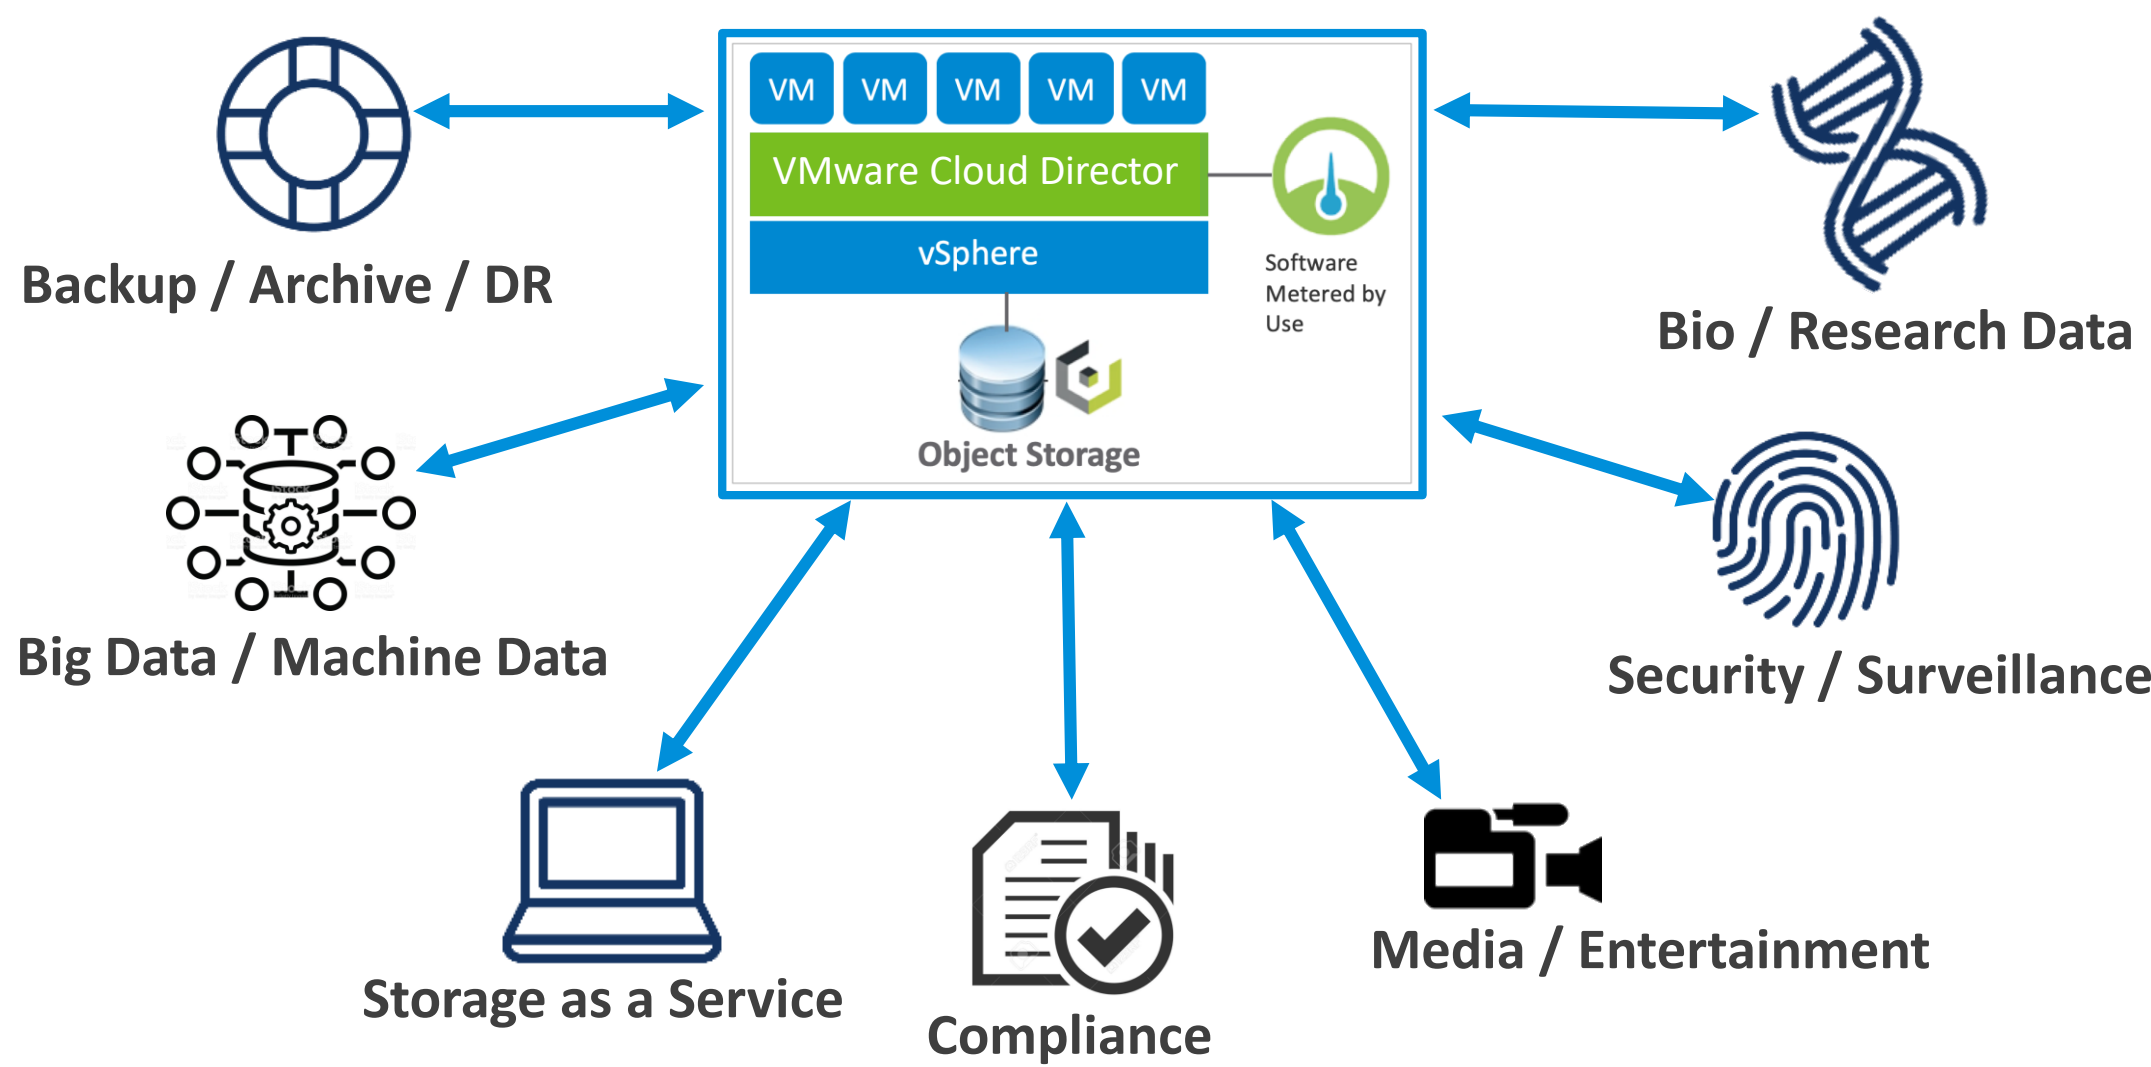 VM VM VM VM VM
VMware Cloud Director
vSphere
Software
Metered by
Use
Object Storage
Backup / Archive / DR
Bio / Research Data
Big Data / Machine Data
Security / Surveillance
Storage as a Service
Compliance
Media / Entertainment